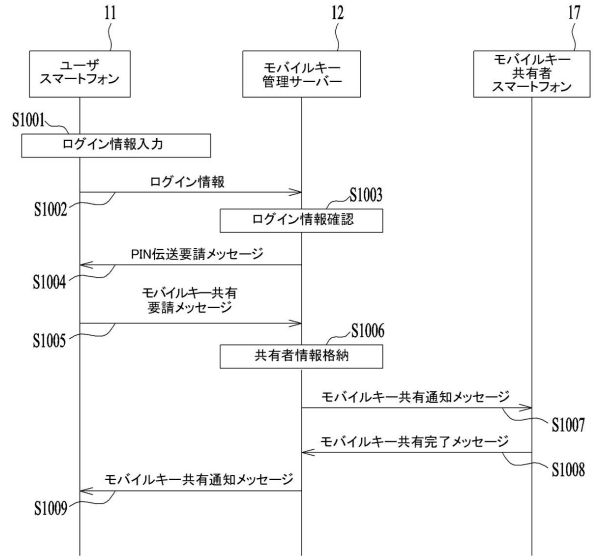 11
12
17
ユーザ
スマートフォン
モバイルキー
管理サーバー
モバイルキー
共有者
スマートフォン
S1001
ログイン情報入力
ログイン情報
S1002
S1003
ログイン情報確認
PIN伝送要請メッセージ
S1004
モバイルキー共有
要請メッセージ
S1005
S1006
共有者情報格納
モバイルキー共有通知メッセージ
S1007
モバイルキー共有完了メッセージ
S1008
モバイルキー共有通知メッセージ
S1009